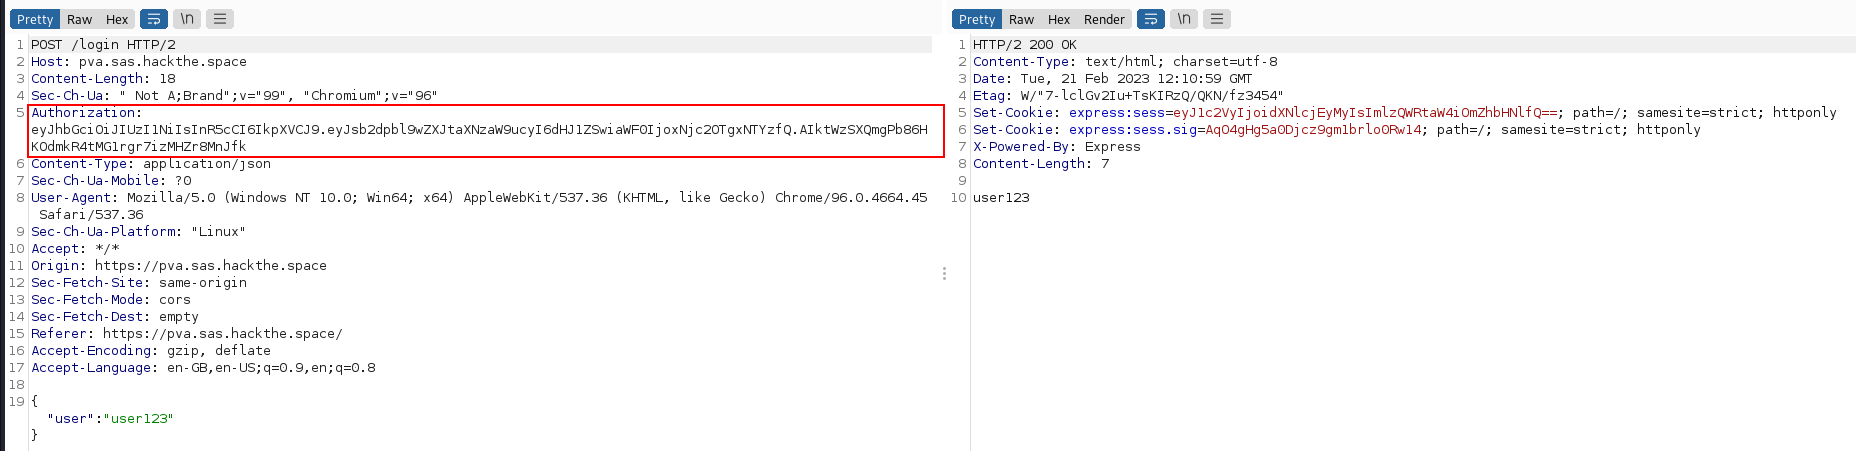 Pretty Raw Hex \n
1 POST /login HTTP/2
2 Host: pva.sas.hackthe.space
3 Content-Length: 18
4 Sec-Ch-Ua: " Not A;Brand";v="99", "Chromium";v="96"
5 Authorization:
eyJhbGciOiJIUzI1NiIsInR5cCI6IkpXVCJ9.eyJsb2dpbl9wZXJtaXNzaW9ucyI6dHJ1ZSwiaWF0IjoxNjc2OTgxNTYzfQ.AIktWzSXQmgPb86H
KOdmkR4tMG1rgr7izMHZr8MnJfk
6 Content-Type: application/json
7 Sec-Ch-Ua-Mobile: ?0
8 User-Agent: Mozilla/5.0 (Windows NT 10.0; Win64; x64) AppleWebKit/537.36 (KHTML, like Gecko) Chrome/96.0.4664.45
Safari/537.36
9 Sec-Ch-Ua-Platform: "Linux"
10 Accept: */*
11 Origin: https://pva.sas.hackthe.space
12 Sec-Fetch-Site: same-origin
13 Sec-Fetch-Mode: cors
14 Sec-Fetch-Dest: empty
15 Referer: https://pva.sas.hackthe.space/
16 Accept-Encoding: gzip, deflate
17 Accept-Language: en-GB,en-US;q=0.9,en;q=0.8
18
19 {
"user":"user123"
}
Pretty Raw Hex Render \n
1 HTTP/2 200 OK
2 Content-Type: text/html; charset=utf-8
3 Date: Tue, 21 Feb 2023 12:10:59 GMT
4 Etag: W/"7-lclGv2Iu+TsKIRzQ/QKN/fz3454"
5 Set-Cookie: express:sess=eyJ1c2VyIjoidXNlcjEyMyIsImlzQWRtaW4iOmZhbHNlfQ==; path=/; samesite=strict; httponly
6 Set-Cookie: express:sess.sig=AqO4gHg5a0Djcz9gm1brlo0Rw14; path=/; samesite=strict; httponly
7 X-Powered-By: Express
8 Content-Length: 7
9
10 user123